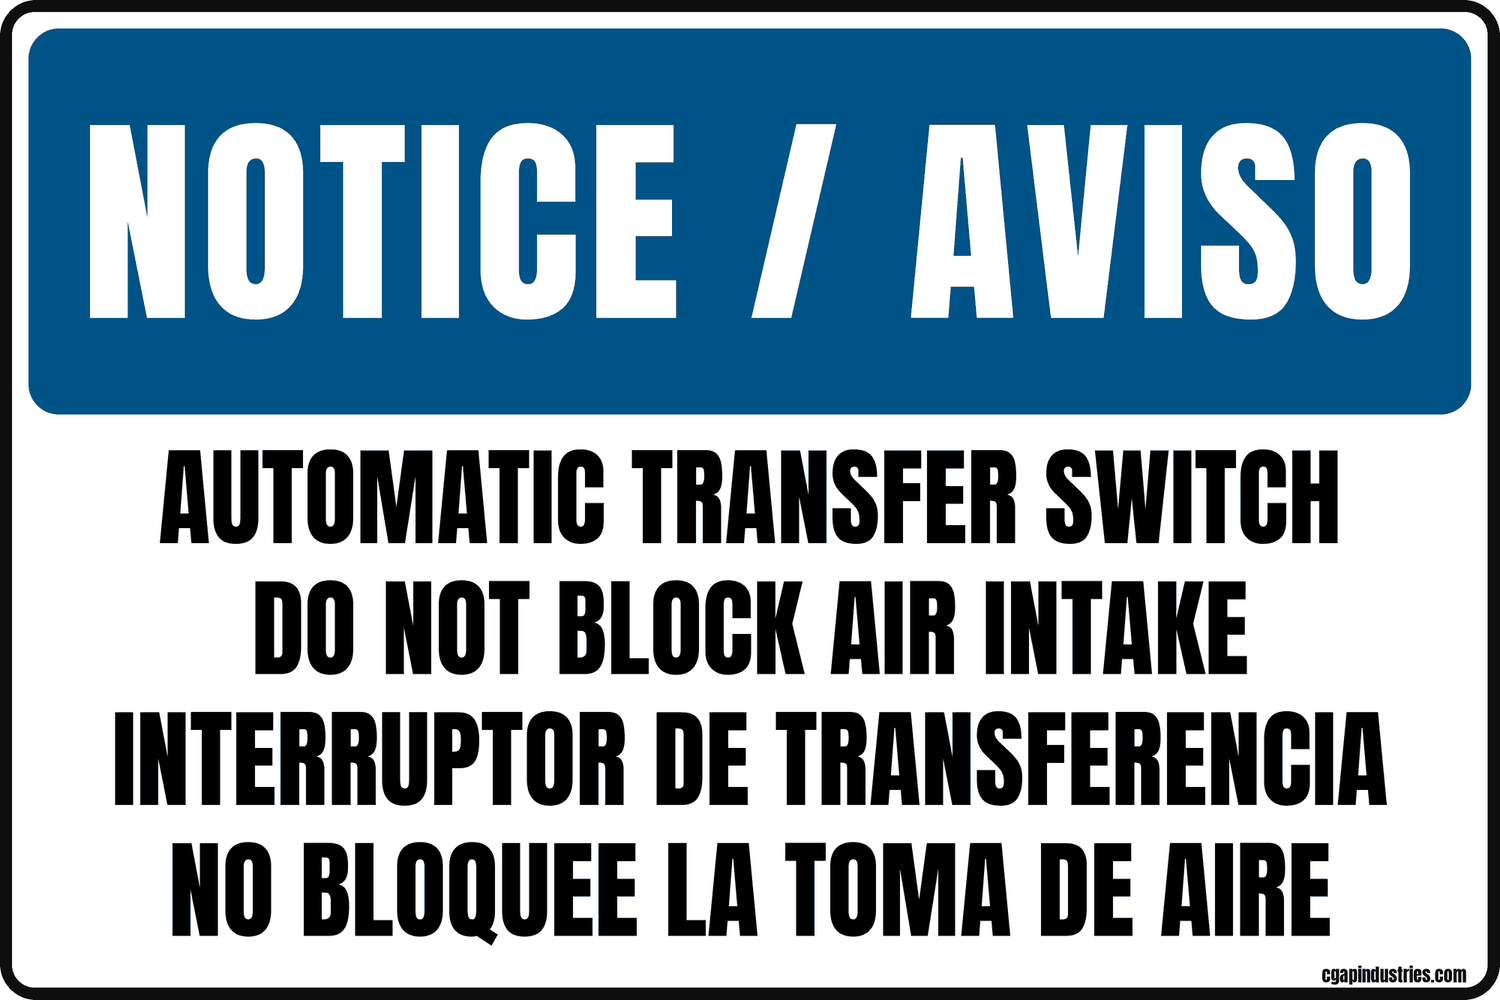 NOTICE / AVISO
AUTOMATIC TRANSFER SWITCH
DO NOT BLOCK AIR INTAKE
INTERRUPTOR DE TRANSFERENCIA
NO BLOQUEE LA TOMA DE AIRE
cgapindustries.com